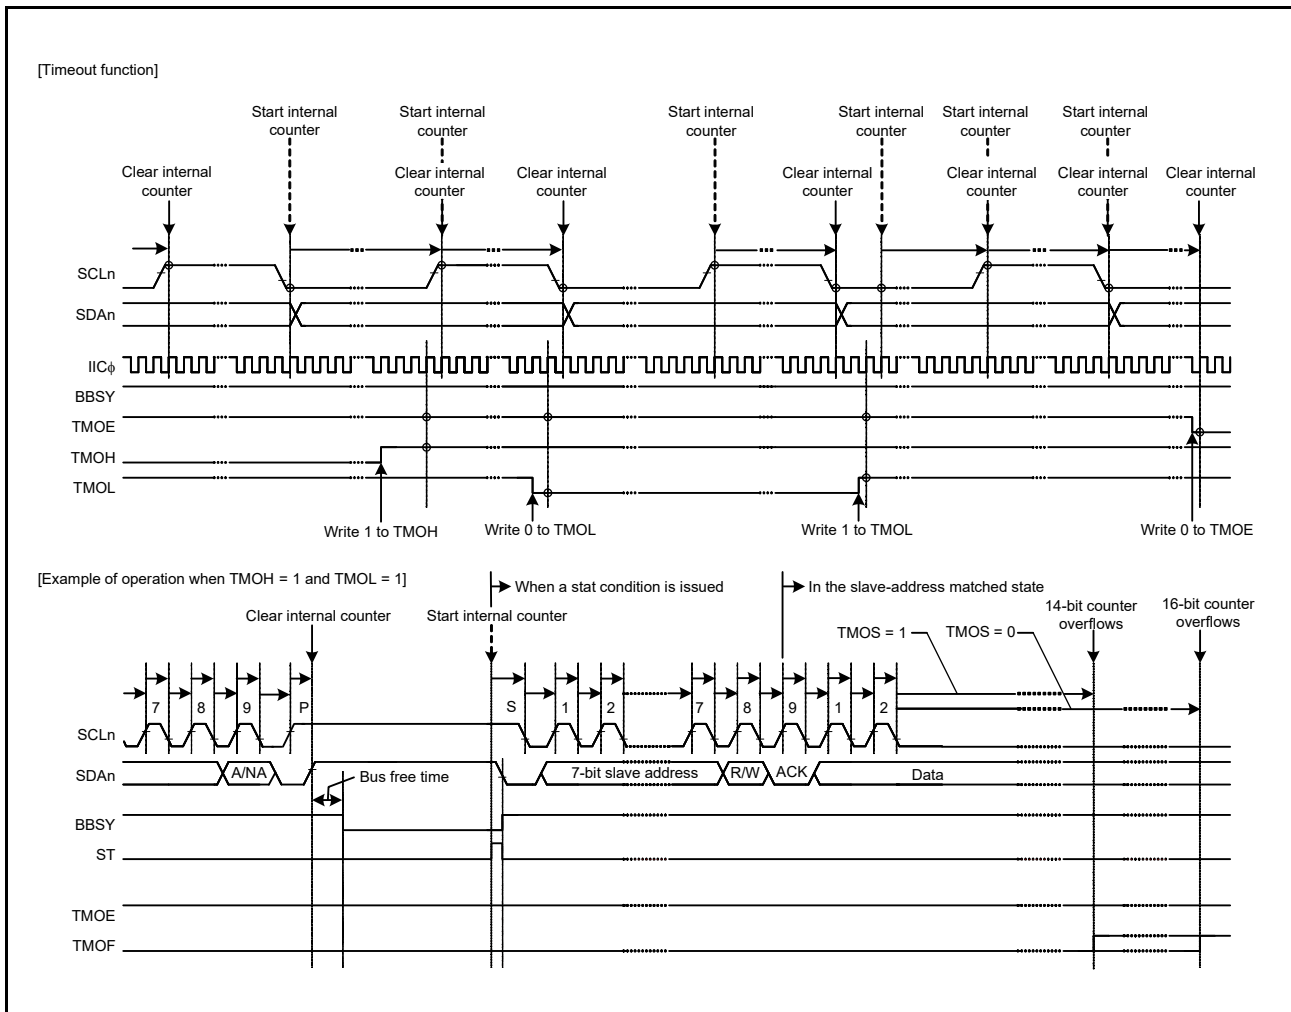 [Timeout function]
Start internal counter
Start internal counter
Start internal counter
Start internal counter
Start internal counter
Start internal counter
Clear internal counter
Clear internal counter
Clear internal counter
Clear internal counter
Clear internal counter
Clear internal counter
Clear internal counter
SCLn
SDAn
IICϕ
BBSY
TMOE
TMOH
TMOL
Write 1 to TMOH
Write 0 to TMOL
Write 1 to TMOL
Write 0 to TMOE
[Example of operation when TMOH = 1 and TMOL = 1]
When a stat condition is issued
In the slave-address matched state
Clear internal counter
Start internal counter
14-bit counter overflows
16-bit counter overflows
TMOS = 1
TMOS = 0
7 8 9 P S 1 2 7 8 9 1 2
SCLn
SDAn
A/NA
Bus free time
7-bit slave address
R/W
ACK
Data
BBSY
ST
TMOE
TMOF